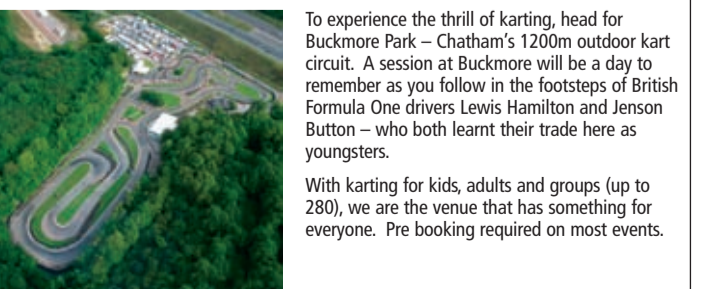 To experience the thrill of karting, head for
Buckmore Park – Chatham's 1200m outdoor kart
circuit.  A session at Buckmore will be a day to
remember as you follow in the footsteps of British
Formula One drivers Lewis Hamilton and Jenson
Button – who both learnt their trade here as
youngsters.
With karting for kids, adults and groups (up to
280), we are the venue that has something for
everyone.  Pre booking required on most events.